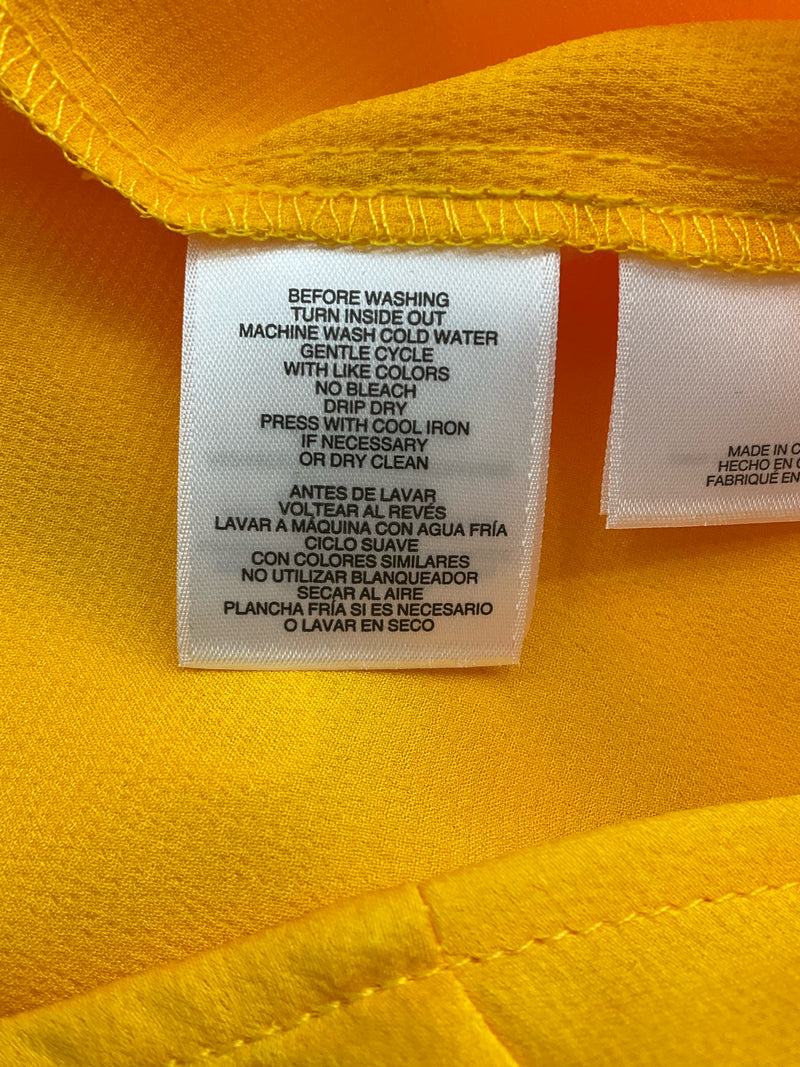 BEFORE WASHING
TURN INSIDE OUT
MACHINE WASH COLD WATER
GENTLE CYCLE
WITH LIKE COLORS
NO BLEACH
DRIP DRY
PRESS WITH COOL IRON
IF NECESSARY
OR DRY CLEAN
ANTES DE LAVAR
VOLTEAR AL REVÉS
LAVAR A MÁQUINA CON AGUA FRÍA
CICLO SUAVE
CON COLORES SIMILARES
NO UTILIZAR BLANQUEADOR
SECAR AL AIRE
PLANCHA FRÍA SI ES NECESARIO
O LAVAR EN SECO
MADE IN
HECHO EN
FABRIQUÉ EN